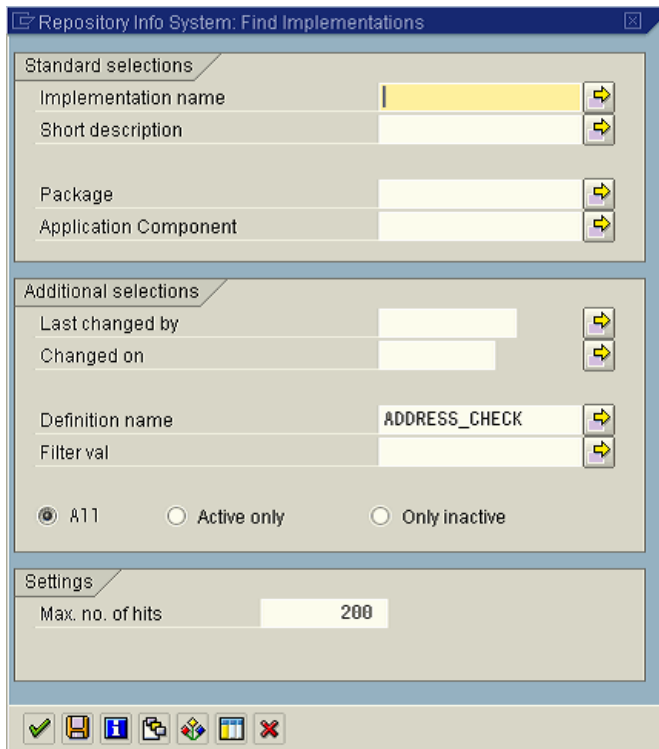 Repository Info System: Find Implementations
Standard selections
Implementation name
Short description
Package
Application Component
Additional selections
Last changed by
Changed on
Definition name ADDRESS_CHECK
Filter val
All Active only Only inactive
Settings
Max. no. of hits 200